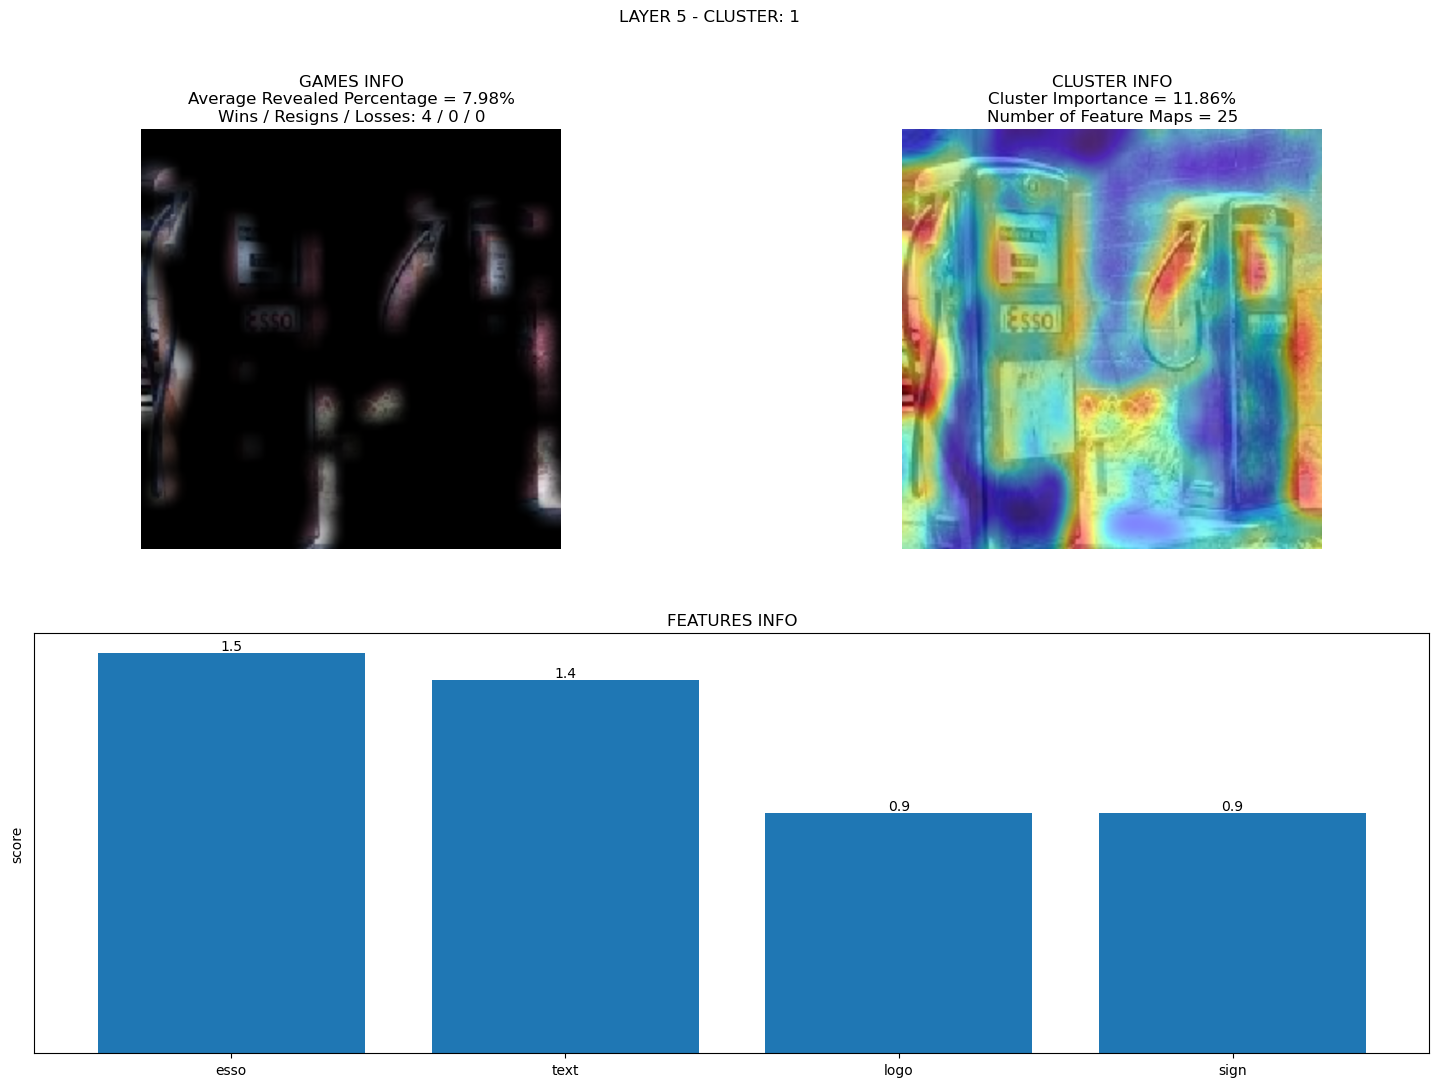 LAYER 5 - CLUSTER: 1
GAMES INFO
Average Revealed Percentage = 7.98%
Wins / Resigns / Losses: 4 / 0 / 0
CLUSTER INFO
Cluster Importance = 11.86%
Number of Feature Maps = 25
ESSO
ESSO
FEATURES INFO
score
1.5
1.4
0.9
0.9
esso
text
logo
sign